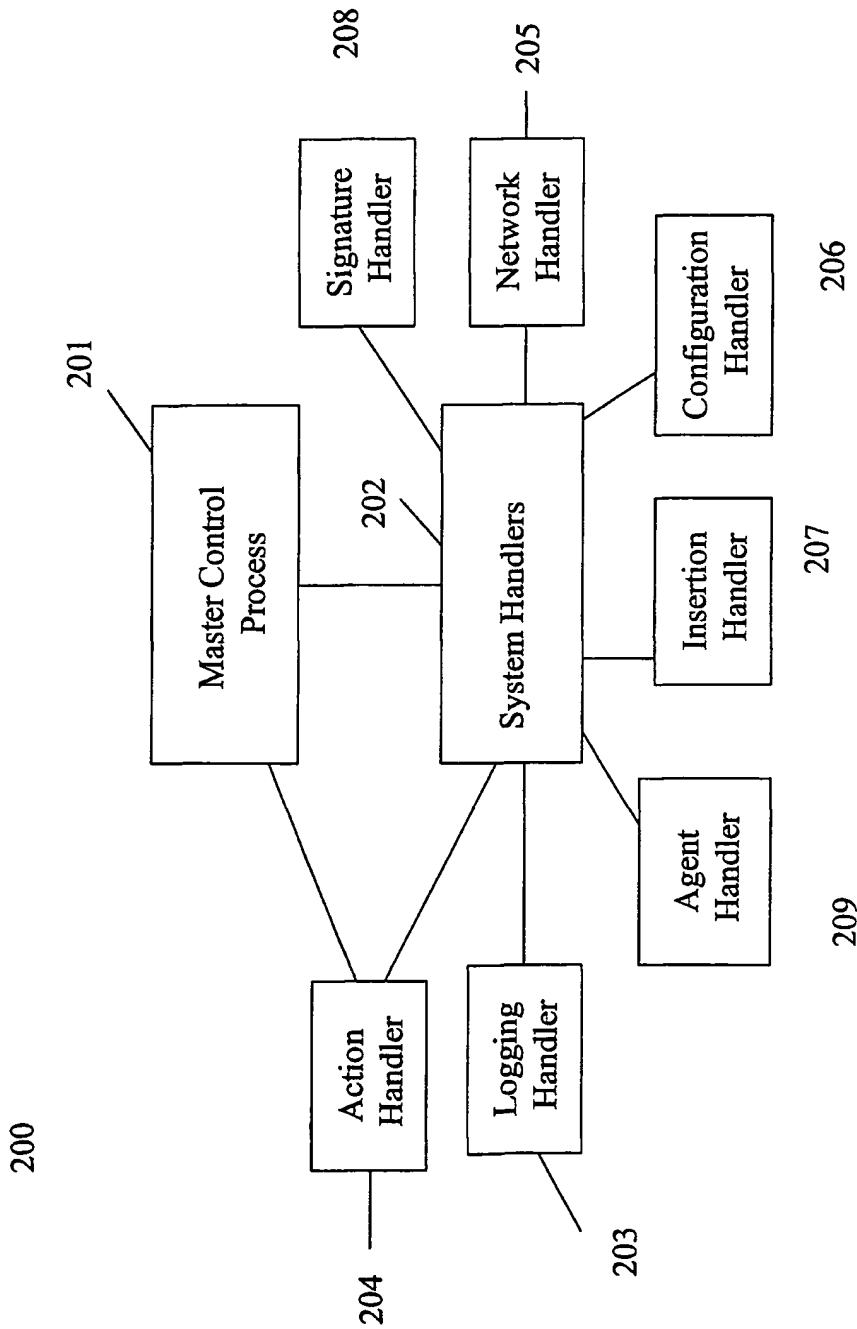 200
201
Master Control
Process
208
Signature
Handler
204
Action
Handler
202
System Handlers
205
Network
Handler
203
Logging
Handler
209
Agent
Handler
207
Insertion
Handler
206
Configuration
Handler